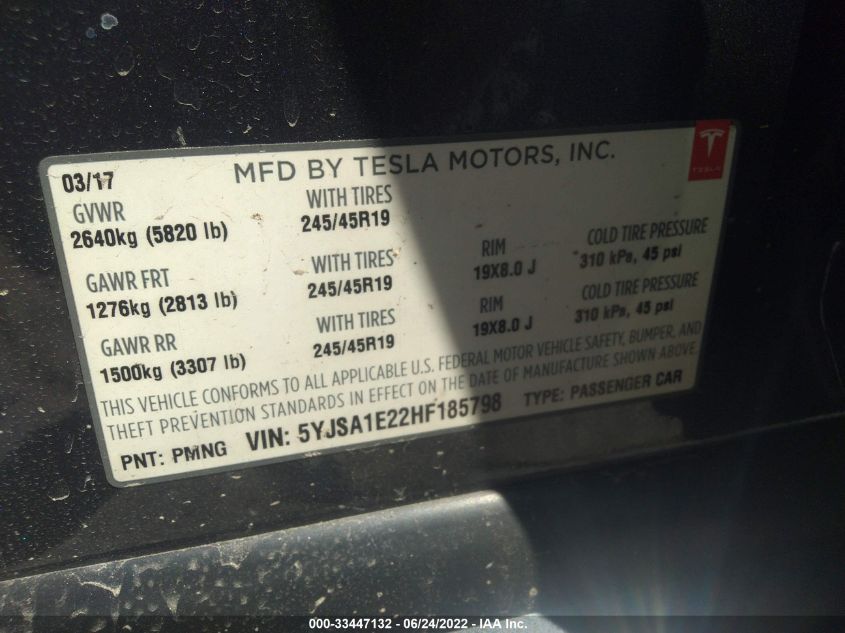 03/17 MFD BY TESLA MOTORS, INC.
TESLA
GVWR WITH TIRES
2640kg (5820 lb) 245/45R19
GAWR FRT WITH TIRES RIM COLD TIRE PRESSURE
1276kg (2813 lb) 245/45R19 19X8.0 J 310 kPa, 45 psi
GAWR RR WITH TIRES RIM COLD TIRE PRESSURE
1500kg (3307 lb) 245/45R19 19X8.0 J 310 kPa, 45 psi
THIS VEHICLE CONFORMS TO ALL APPLICABLE U.S. FEDERAL MOTOR VEHICLE SAFETY, BUMPER, AND
THEFT PREVENTION STANDARDS IN EFFECT ON THE DATE OF MANUFACTURE SHOWN ABOVE.
PNT: PMNG VIN: 5YJSA1E22HF185798 TYPE: PASSENGER CAR
000-33447132 - 06/24/2022 - IAA Inc.